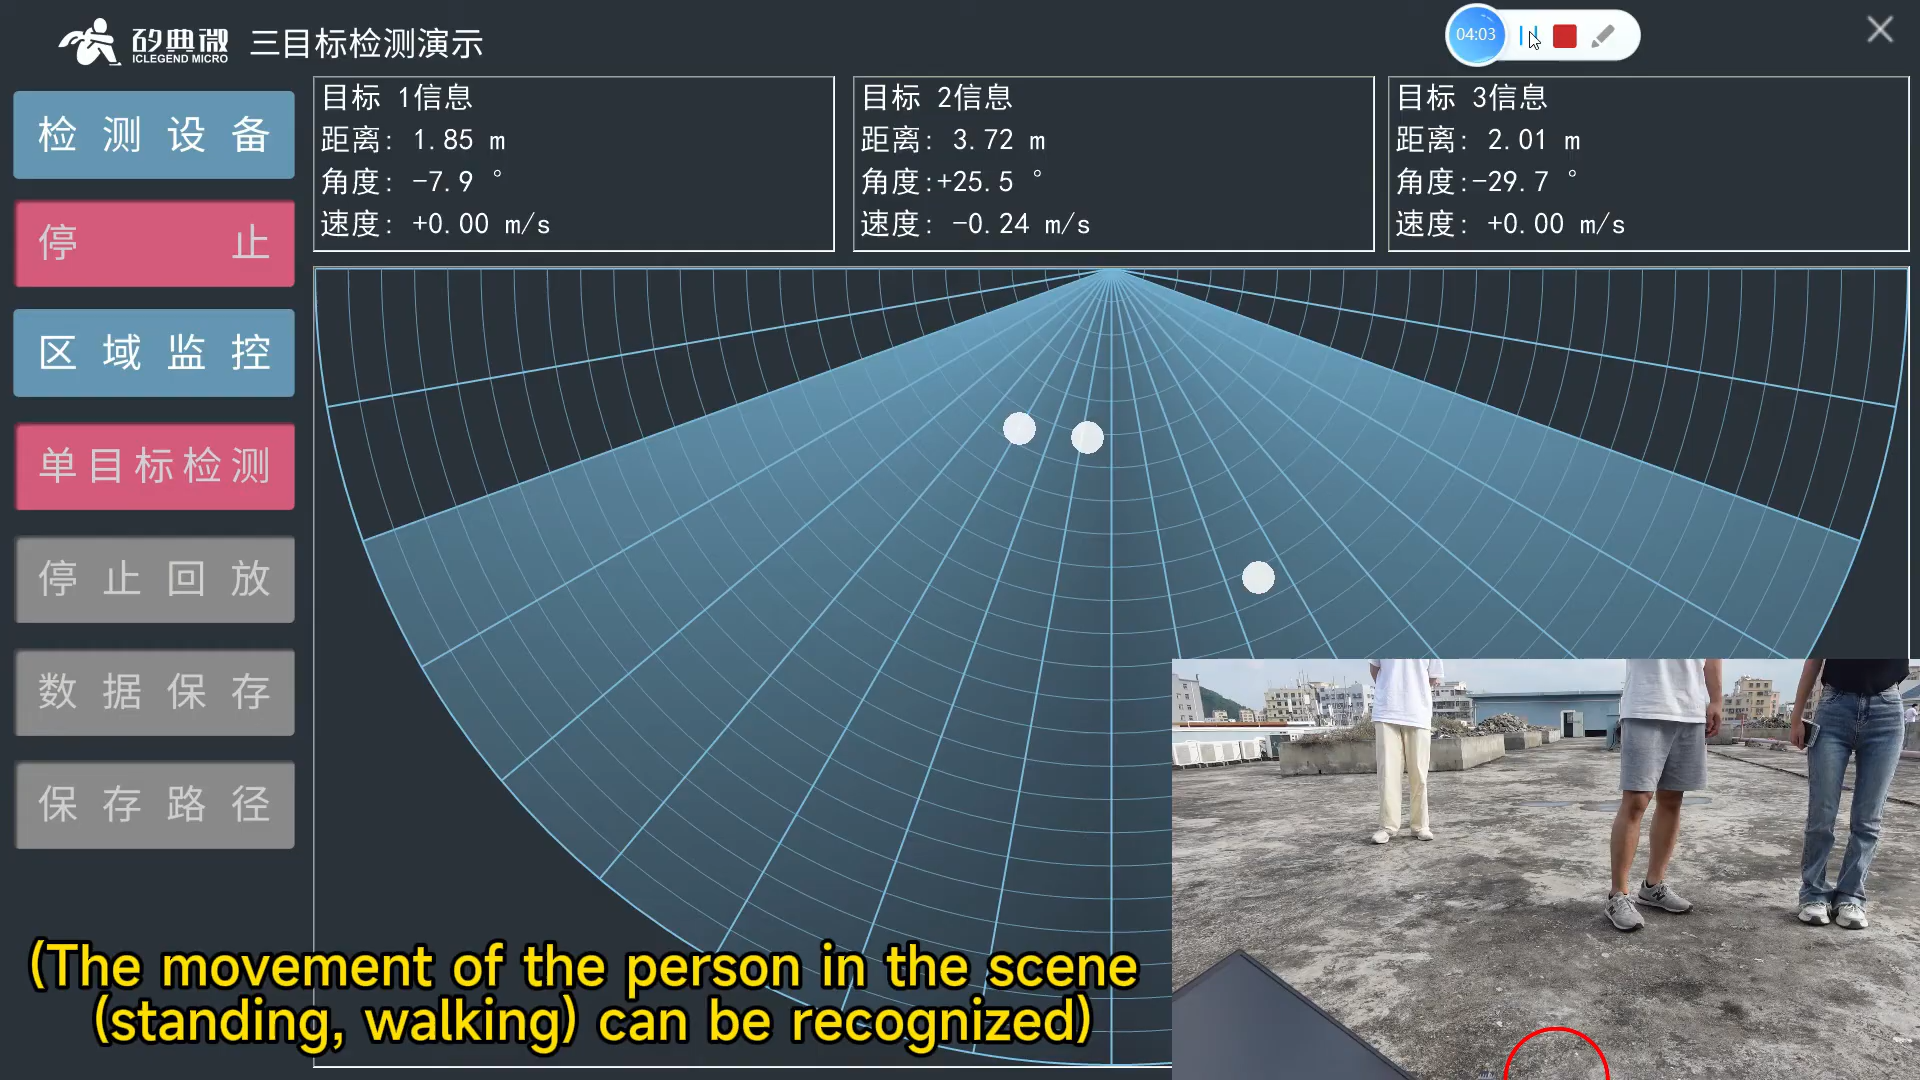 矽典微
ICLEGEND MICRO
三目标检测演示
04:03
检测设备
停止
区域监控
单目标检测
停止回放
数据保存
保存路径
目标 1信息
距离: 1.85 m
角度: -7.9 °
速度: +0.00 m/s
目标 2信息
距离: 3.72 m
角度:+25.5 °
速度: -0.24 m/s
目标 3信息
距离: 2.01 m
角度:-29.7 °
速度: +0.00 m/s
(The movement of the person in the scene
(standing, walking) can be recognized)